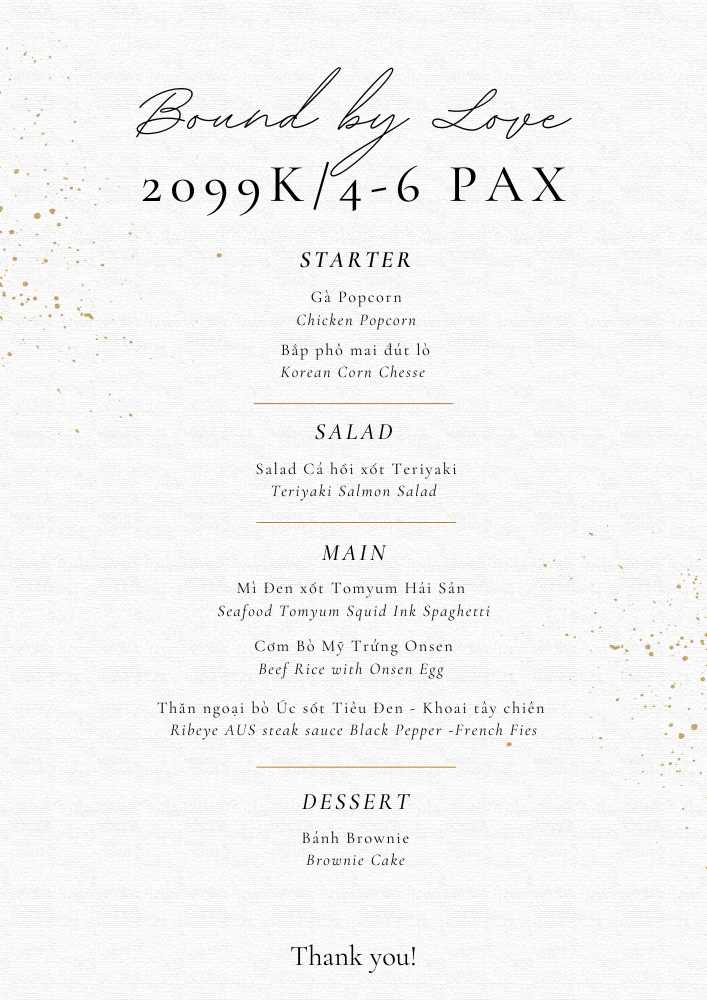 Bound by Love
2099K/4-6 PAX
STARTER
Gà Popcorn
Chicken Popcorn
Bắp phô mai đút lò
Korean Corn Chesse
SALAD
Salad Cá hồi xốt Teriyaki
Teriyaki Salmon Salad
MAIN
Mì Đen xốt Tomyum Hải Sản
Seafood Tomyum Squid Ink Spaghetti
Cơm Bò Mỹ Trứng Onsen
Beef Rice with Onsen Egg
Thăn ngoại bò Úc sốt Tiêu Đen - Khoai tây chiên
Ribeye AUS steak sauce Black Pepper -French Fies
DESSERT
Bánh Brownie
Brownie Cake
Thank you!